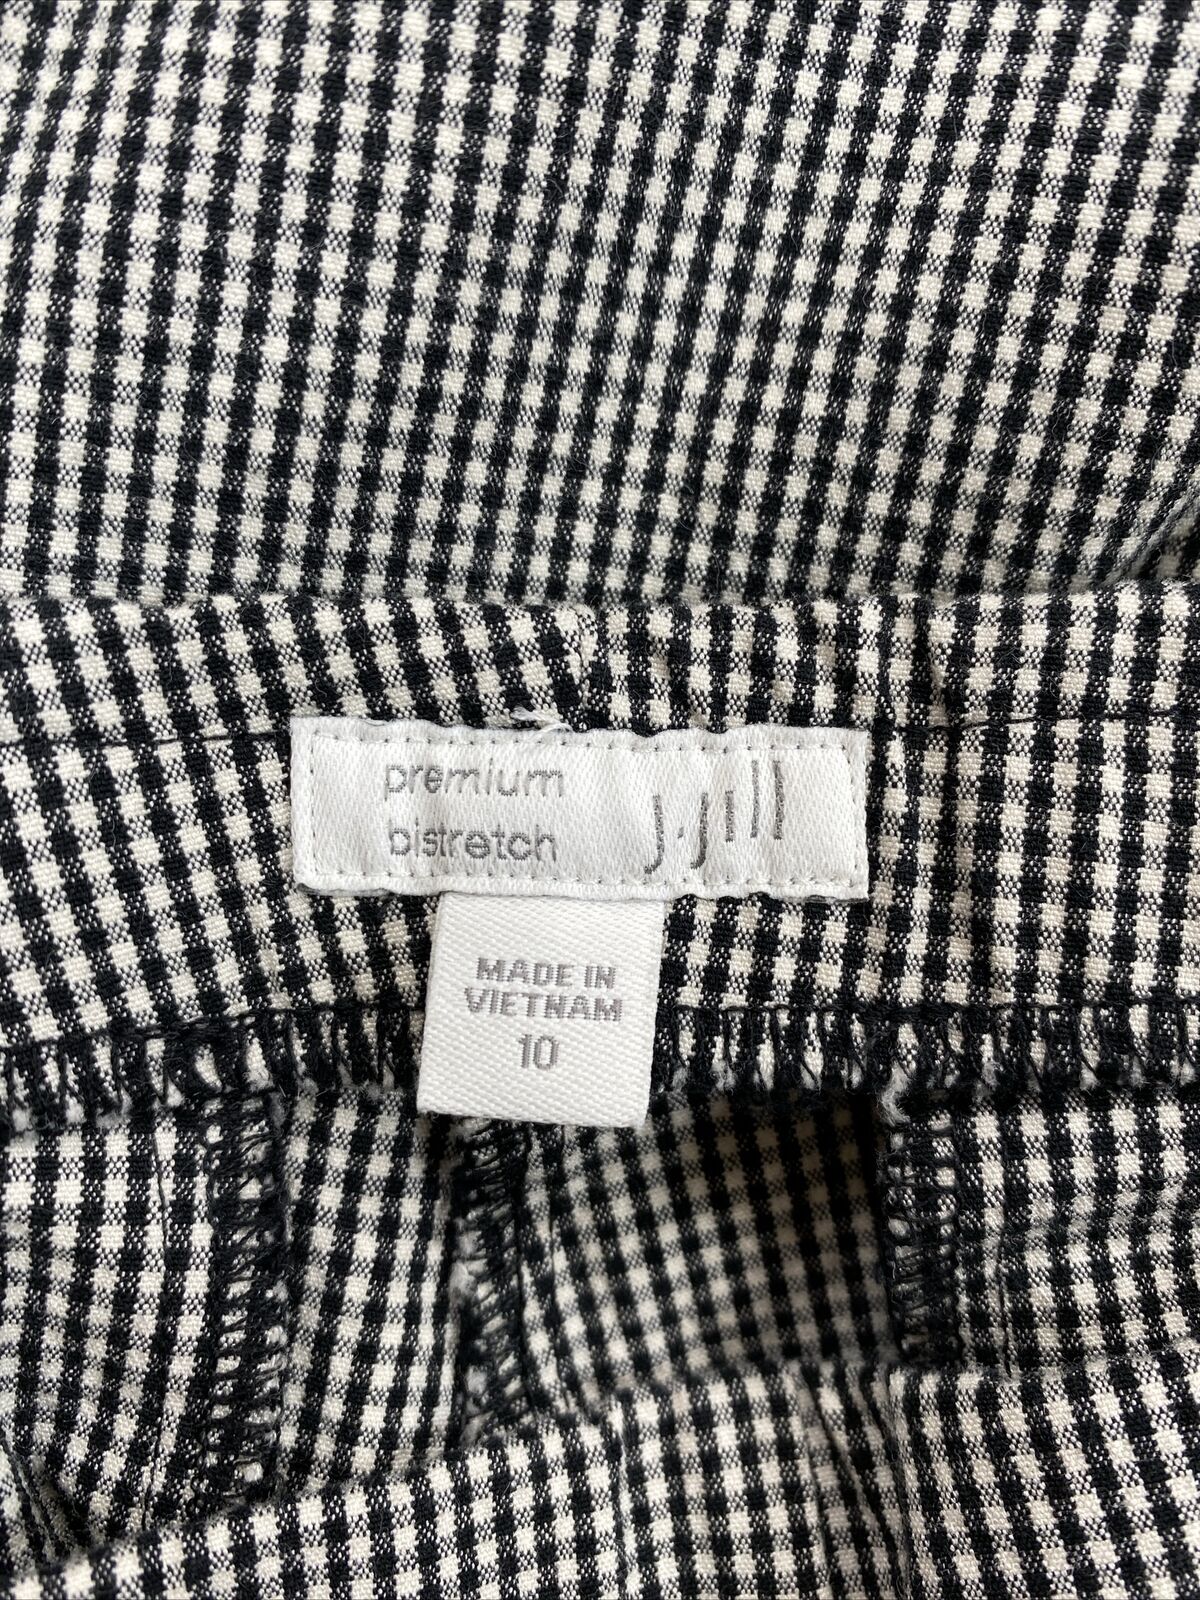 premium
bistretch
J.Jill
MADE IN
VIETNAM
10